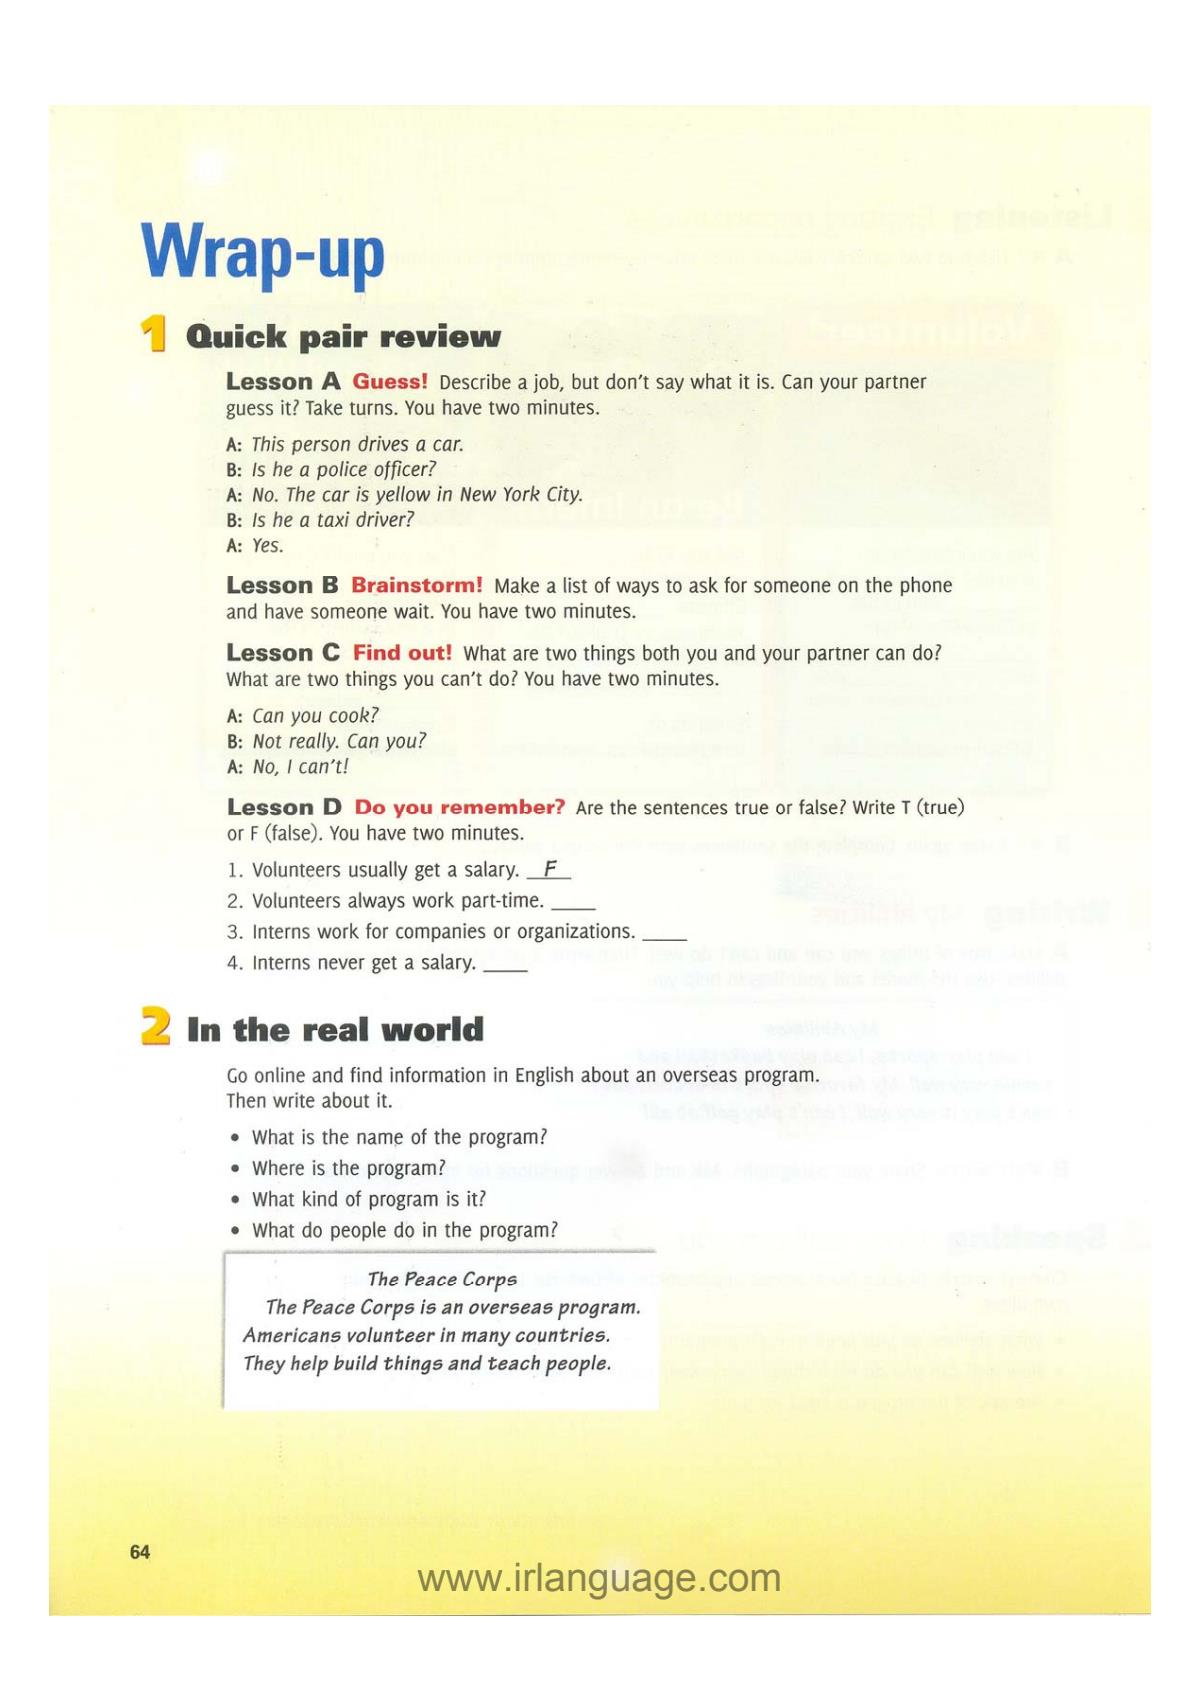 Wrap-up
1 Quick pair review
Lesson A Guess! Describe a job, but don't say what it is. Can your partner
guess it? Take turns. You have two minutes.
A: This person drives a car.
B: Is he a police officer?
A: No. The car is yellow in New York City.
B: Is he a taxi driver?
A: Yes.
Lesson B Brainstorm! Make a list of ways to ask for someone on the phone
and have someone wait. You have two minutes.
Lesson C Find out! What are two things both you and your partner can do?
What are two things you can't do? You have two minutes.
A: Can you cook?
B: Not really. Can you?
A: No, I can't!
Lesson D Do you remember? Are the sentences true or false? Write T (true)
or F (false). You have two minutes.
1. Volunteers usually get a salary. F
2. Volunteers always work part-time. ____
3. Interns work for companies or organizations. ____
4. Interns never get a salary. ____
2 In the real world
Go online and find information in English about an overseas program.
Then write about it.
• What is the name of the program?
• Where is the program?
• What kind of program is it?
• What do people do in the program?
The Peace Corps
The Peace Corps is an overseas program.
Americans volunteer in many countries.
They help build things and teach people.
64
www.irlanguage.com